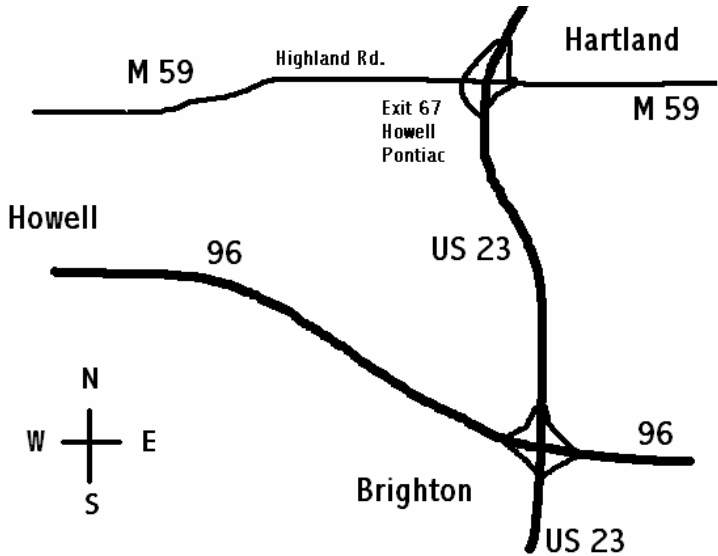 Hartland
Highland Rd.
M 59
M 59
Exit 67
Howell
Pontiac
Howell
96
US 23
N
W E
S
96
Brighton
US 23